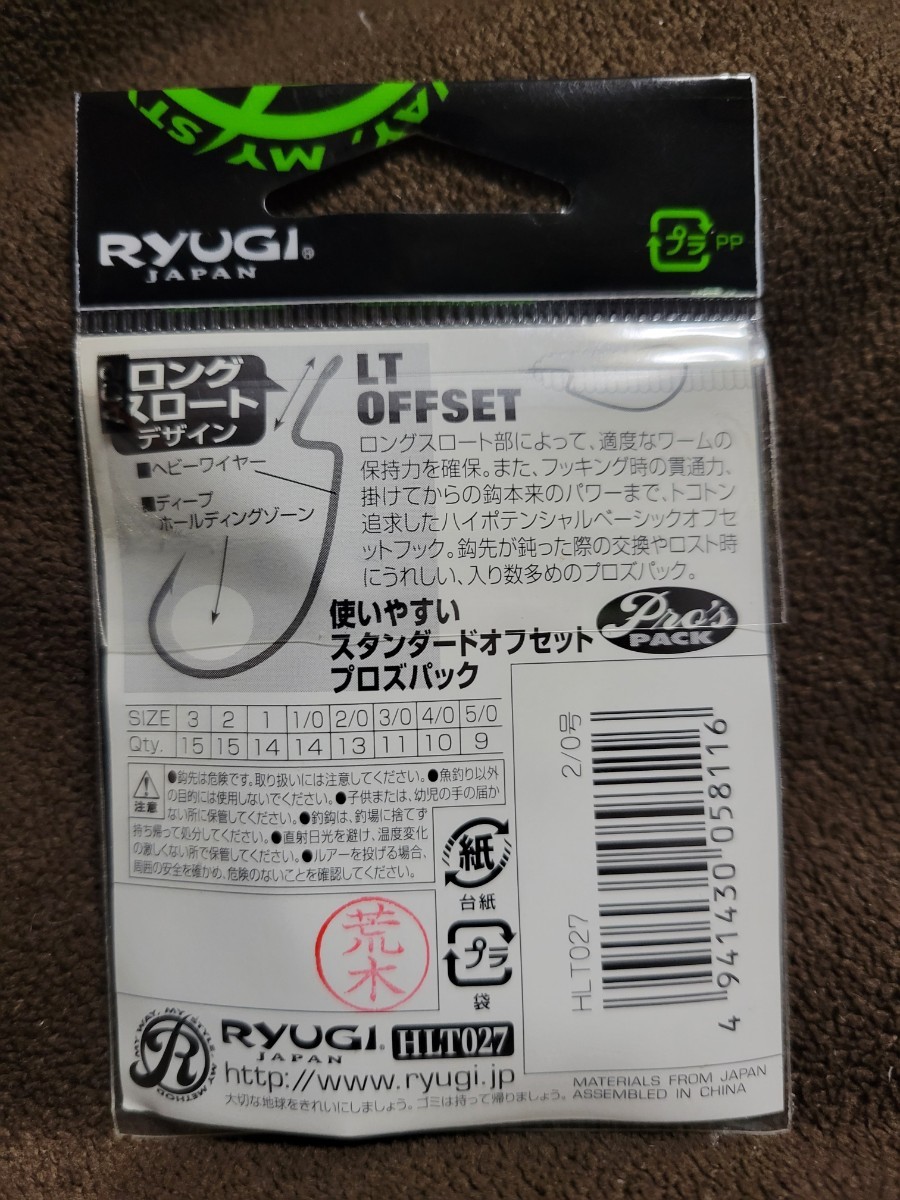 AY, MY ST
RYUGI®
JAPAN
プラ PP
ロング
スロート
デザイン
■ヘビーワイヤー
■ディープ
ホールディングゾーン
LT
OFFSET
ロングスロート部によって、適度なワームの
保持力を確保。また、フッキング時の貫通力、
掛けてからの鈎本来のパワーまで、トコトン
追求したハイポテンシャルベーシックオフセ
ットフック。鈎先が鈍った際の交換やロスト時
にうれしい、入り数多めのプロズパック。
使いやすい
スタンダードオフセット
プロズパック
Pro's
PACK
SIZE 3 2 1 1/0 2/0 3/0 4/0 5/0
Qty. 15 15 14 14 13 11 10 9
注意
●鈎先は危険です。取り扱いには注意してください。●魚釣り以外
の目的には使用しないでください。●子供または、幼児の手の届か
ない所に保管してください。●釣鈎は、釣場に捨てず
持ち帰って処分してください。●直射日光を避け、温度変化
の激しくない所で保管してください。●ルアーを投げる場合、
周囲の安全を確かめ、危険のないことを確認してください。
紙
台紙
プラ
袋
荒木
2/0号
HLT027
4 941430 058116
MY WAY, MY STYLE, MY METHOD
R
RYUGI®
JAPAN
HLT027
http://www.ryugi.jp
大切な地球をきれいにしましょう。ゴミは持って帰りましょう。
MATERIALS FROM JAPAN
ASSEMBLED IN CHINA